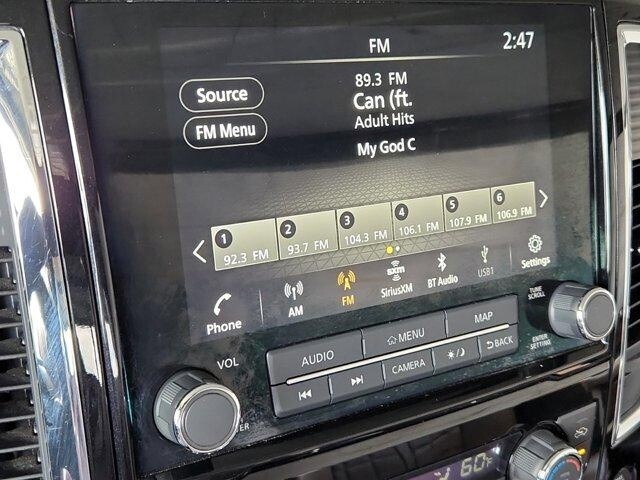 FM
2:47
Source
FM Menu
89.3 FM
Can (ft.
Adult Hits
My God C
1 92.3 FM
2 93.7 FM
3 104.3 FM
4 106.1 FM
5 107.9 FM
6 106.9 FM
Phone
AM
FM
sxm
SiriusXM
BT Audio
USB1
Settings
TUNE
SCROLL
VOL
AUDIO
MENU
MAP
CAMERA
BACK
ENTER
SETTING
ER
60°F